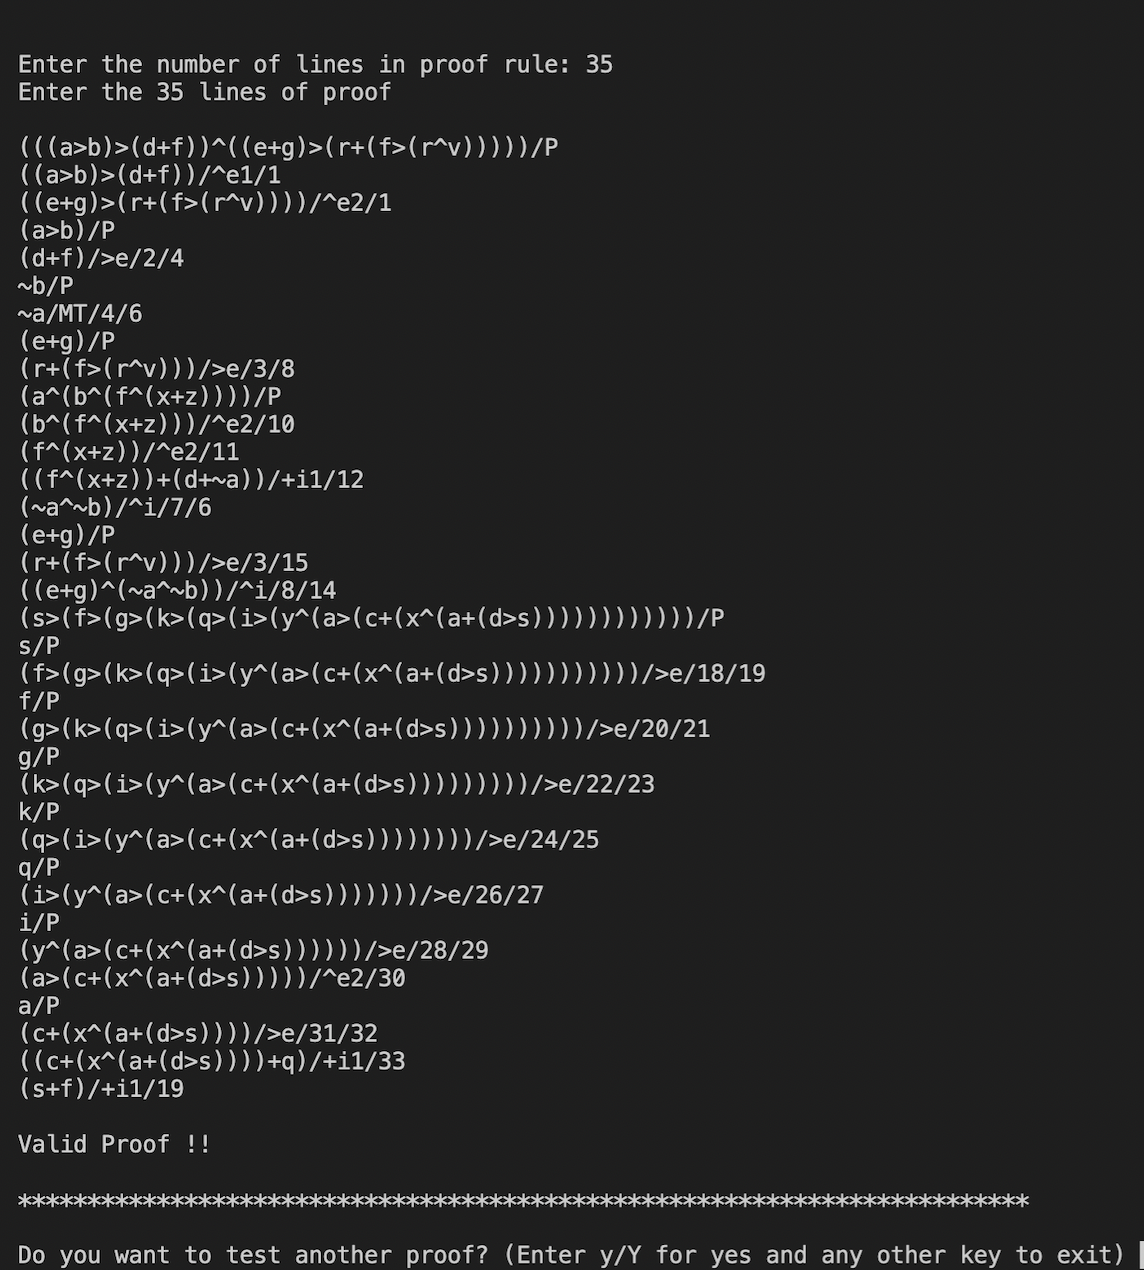 Enter the number of lines in proof rule: 35
Enter the 35 lines of proof
(((a>b)>(d+f))^((e+g)>(r+(f>(r^v)))))/P
((a>b)>(d+f))/^e1/1
((e+g)>(r+(f>(r^v))))/^e2/1
(a>b)/P
(d+f)/>e/2/4
~b/P
~a/MT/4/6
(e+g)/P
(r+(f>(r^v)))/>e/3/8
(a^(b^(f^(x+z))))/P
(b^(f^(x+z)))/^e2/10
(f^(x+z))/^e2/11
((f^(x+z))+(d+~a))/+i1/12
(~a^~b)/^i/7/6
(e+g)/P
(r+(f>(r^v)))/>e/3/15
((e+g)^(~a^~b))/^i/8/14
(s>(f>(g>(k>(q>(i>(y^(a>(c+(x^(a+(d>s))))))))))))/P
s/P
(f>(g>(k>(q>(i>(y^(a>(c+(x^(a+(d>s)))))))))))/>e/18/19
f/P
(g>(k>(q>(i>(y^(a>(c+(x^(a+(d>s))))))))))/>e/20/21
g/P
(k>(q>(i>(y^(a>(c+(x^(a+(d>s)))))))))/>e/22/23
k/P
(q>(i>(y^(a>(c+(x^(a+(d>s))))))))/>e/24/25
q/P
(i>(y^(a>(c+(x^(a+(d>s)))))))/>e/26/27
i/P
(y^(a>(c+(x^(a+(d>s))))))/>e/28/29
(a>(c+(x^(a+(d>s)))))/^e2/30
a/P
(c+(x^(a+(d>s))))/>e/31/32
((c+(x^(a+(d>s))))+q)/+i1/33
(s+f)/+i1/19
Valid Proof !!
*************************************************************************
Do you want to test another proof? (Enter y/Y for yes and any other key to exit)